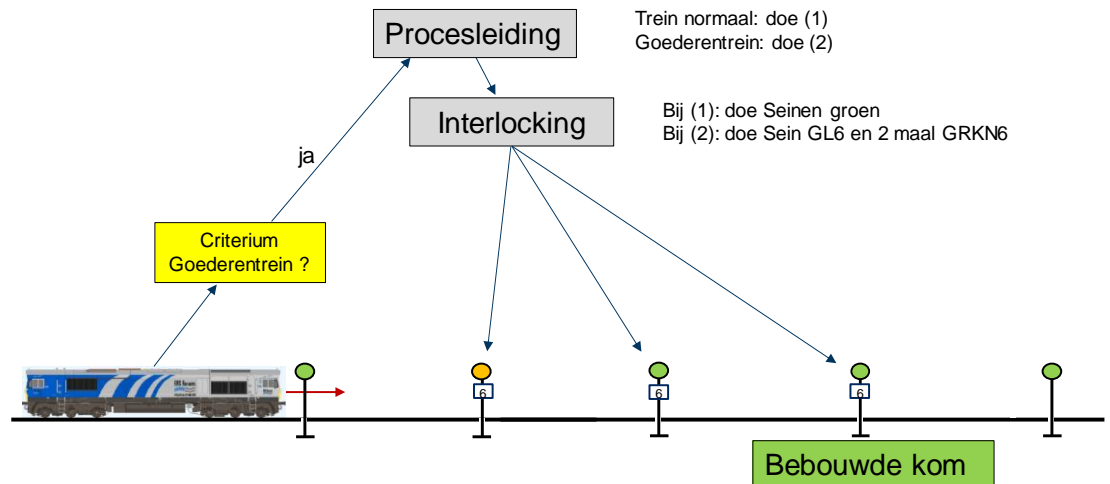 Procesleiding
Trein normaal: doe (1)
Goederentrein: doe (2)
Interlocking
Bij (1): doe Seinen groen
Bij (2): doe Sein GL6 en 2 maal GRKN6
ja
Criterium
Goederentrein ?
6
6
6
Bebouwde kom